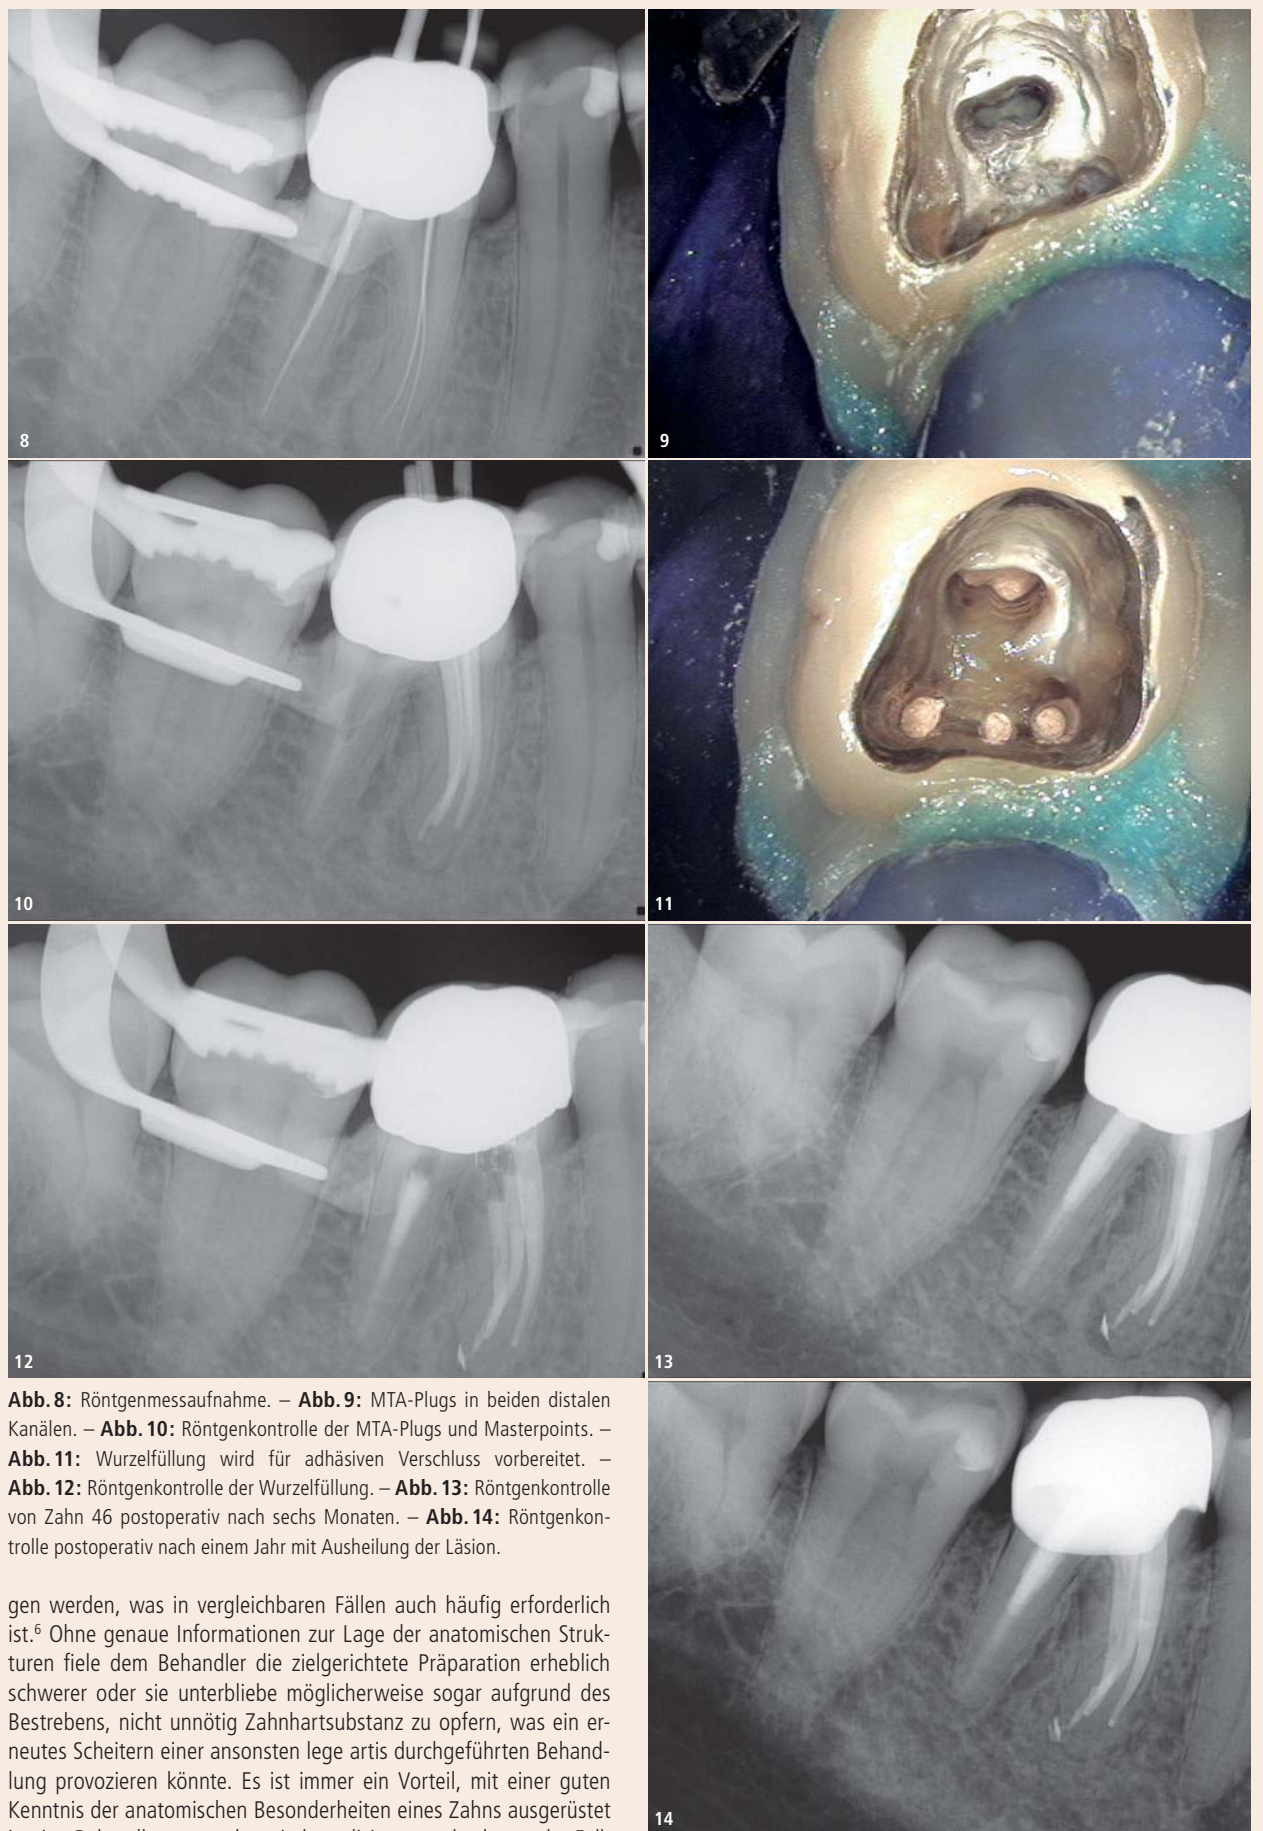 8
9
10
11
12
13
14
Abb. 8: Röntgenmessaufnahme. – Abb. 9: MTA-Plugs in beiden distalen
Kanälen. – Abb. 10: Röntgenkontrolle der MTA-Plugs und Masterpoints. –
Abb. 11: Wurzelfüllung wird für adhäsiven Verschluss vorbereitet. –
Abb. 12: Röntgenkontrolle der Wurzelfüllung. – Abb. 13: Röntgenkontrolle
von Zahn 46 postoperativ nach sechs Monaten. – Abb. 14: Röntgenkon-
trolle postoperativ nach einem Jahr mit Ausheilung der Läsion.
gen werden, was in vergleichbaren Fällen auch häufig erforderlich
ist.6 Ohne genaue Informationen zur Lage der anatomischen Struk-
turen fiele dem Behandler die zielgerichtete Präparation erheblich
schwerer oder sie unterbliebe möglicherweise sogar aufgrund des
Bestrebens, nicht unnötig Zahnhartsubstanz zu opfern, was ein er-
neutes Scheitern einer ansonsten lege artis durchgeführten Behand-
lung provozieren könnte. Es ist immer ein Vorteil, mit einer guten
Kenntnis der anatomischen Besonderheiten eines Zahns ausgerüstet